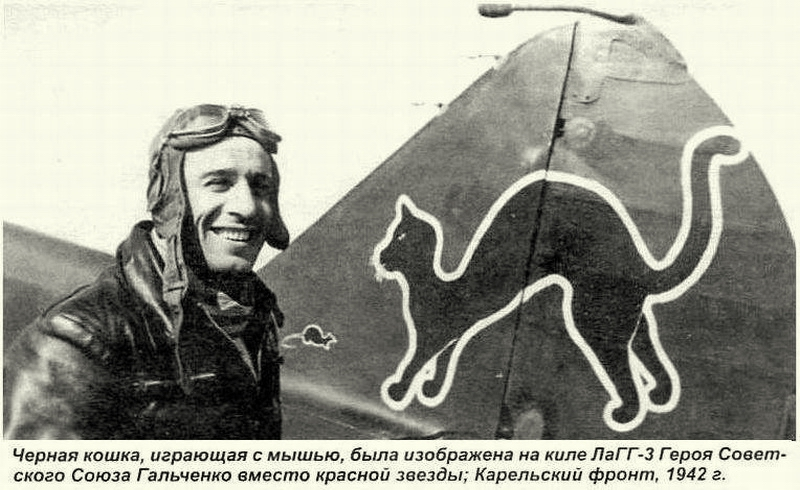 Черная кошка, играющая с мышью, была изображена на киле ЛаГГ-3 Героя Совет-
ского Союза Гальченко вместо красной звезды; Карельский фронт, 1942 г.